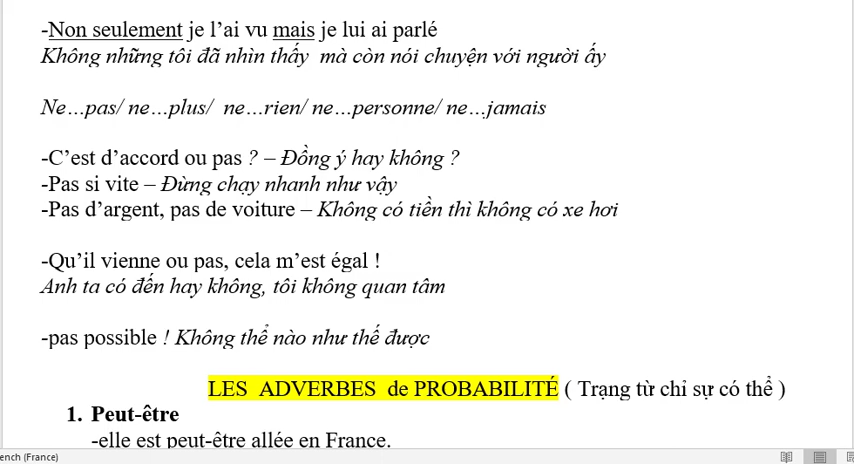 -Non seulement je l’ai vu mais je lui ai parlé
Không những tôi đã nhìn thấy  mà còn nói chuyện với người ấy
Ne…pas/ ne…plus/  ne…rien/ ne…personne/ ne…jamais
-C’est d’accord ou pas ? – Đồng ý hay không ?
-Pas si vite – Đừng chạy nhanh như vậy
-Pas d’argent, pas de voiture – Không có tiền thì không có xe hơi
-Qu’il vienne ou pas, cela m’est égal !
Anh ta có đến hay không, tôi không quan tâm
-pas possible ! Không thể nào như thế được
LES  ADVERBES  de PROBABILITÉ ( Trạng từ chỉ sự có thể )
1. Peut-être
-elle est peut-être allée en France.
ench (France)